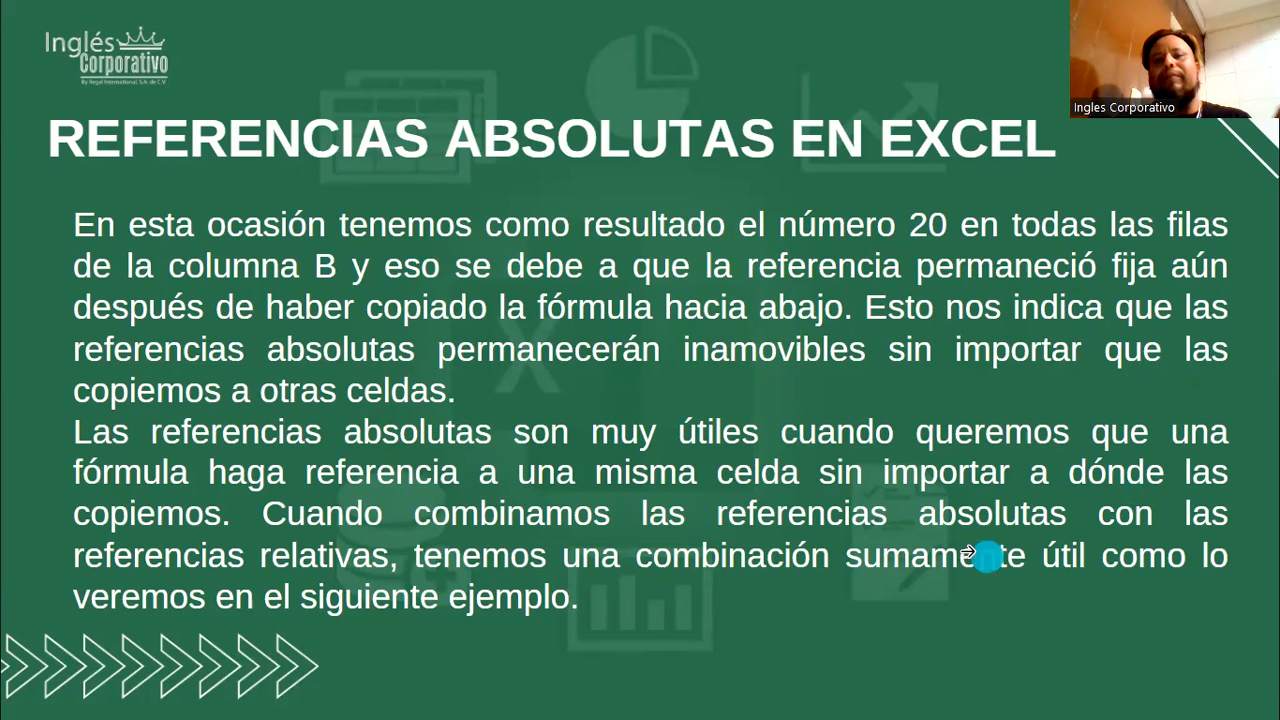 Inglés
Corporativo
By Regal International, S.A. de C.V.
Ingles Corporativo
REFERENCIAS ABSOLUTAS EN EXCEL
En esta ocasión tenemos como resultado el número 20 en todas las filas
de la columna B y eso se debe a que la referencia permaneció fija aún
después de haber copiado la fórmula hacia abajo. Esto nos indica que las
referencias absolutas permanecerán inamovibles sin importar que las
copiemos a otras celdas.
Las referencias absolutas son muy útiles cuando queremos que una
fórmula haga referencia a una misma celda sin importar a dónde las
copiemos. Cuando combinamos las referencias absolutas con las
referencias relativas, tenemos una combinación sumamente útil como lo
veremos en el siguiente ejemplo.